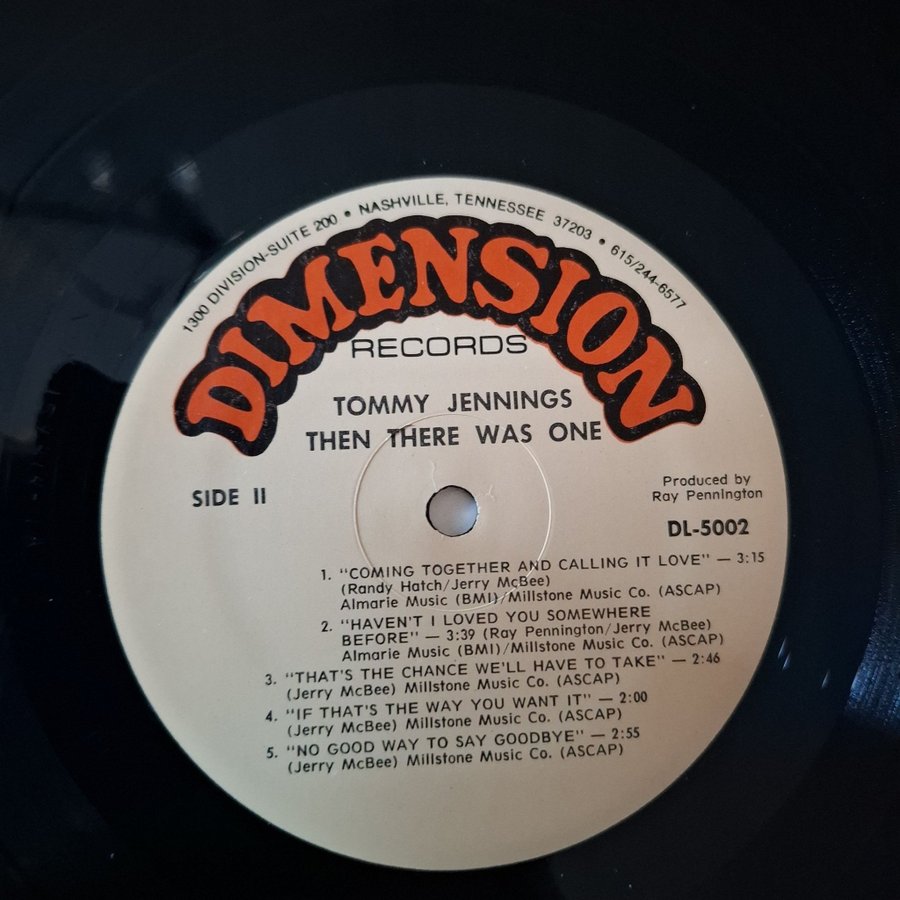 1300 DIVISION-SUITE 200 • NASHVILLE, TENNESSEE 37203 • 615/244-6577
DIMENSION
RECORDS
TOMMY JENNINGS
THEN THERE WAS ONE
SIDE II
Produced by
Ray Pennington
DL-5002
1. "COMING TOGETHER AND CALLING IT LOVE" — 3:15
(Randy Hatch/Jerry McBee)
Almarie Music (BMI)/Millstone Music Co. (ASCAP)
2. "HAVEN'T I LOVED YOU SOMEWHERE
BEFORE" — 3:39 (Ray Pennington/Jerry McBee)
Almarie Music (BMI)/Millstone Music Co. (ASCAP)
3. "THAT'S THE CHANCE WE'LL HAVE TO TAKE" — 2:46
(Jerry McBee) Millstone Music Co. (ASCAP)
4. "IF THAT'S THE WAY YOU WANT IT" — 2:00
(Jerry McBee) Millstone Music Co. (ASCAP)
5. "NO GOOD WAY TO SAY GOODBYE" — 2:55
(Jerry McBee) Millstone Music Co. (ASCAP)